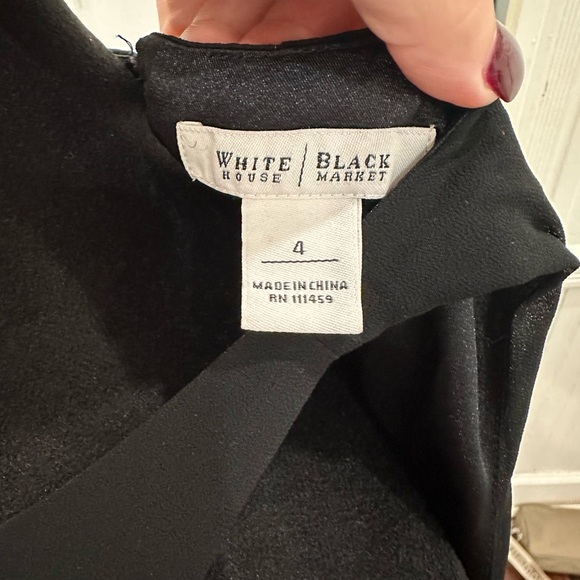 WHITE / BLACK
HOUSE MARKET
4
MADE IN CHINA
RN 111459